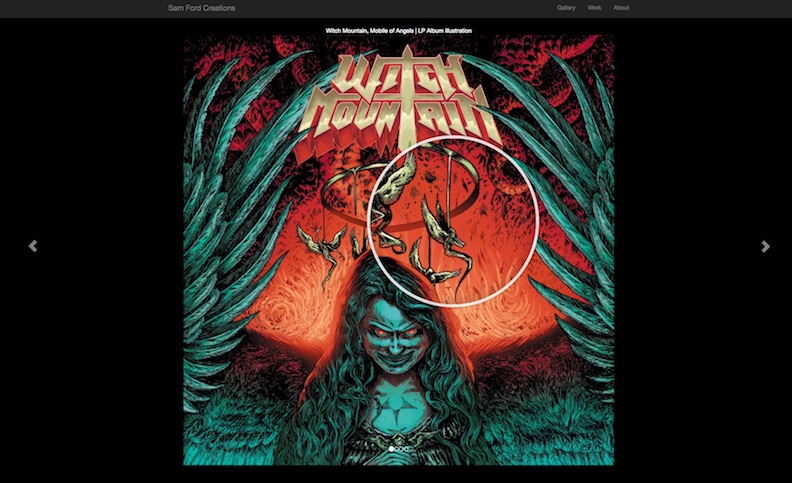 Sam Ford Creations
Gallery Work About
Witch Mountain, Mobile of Angels | LP Album illustration
WITCH
MOUNTAIN